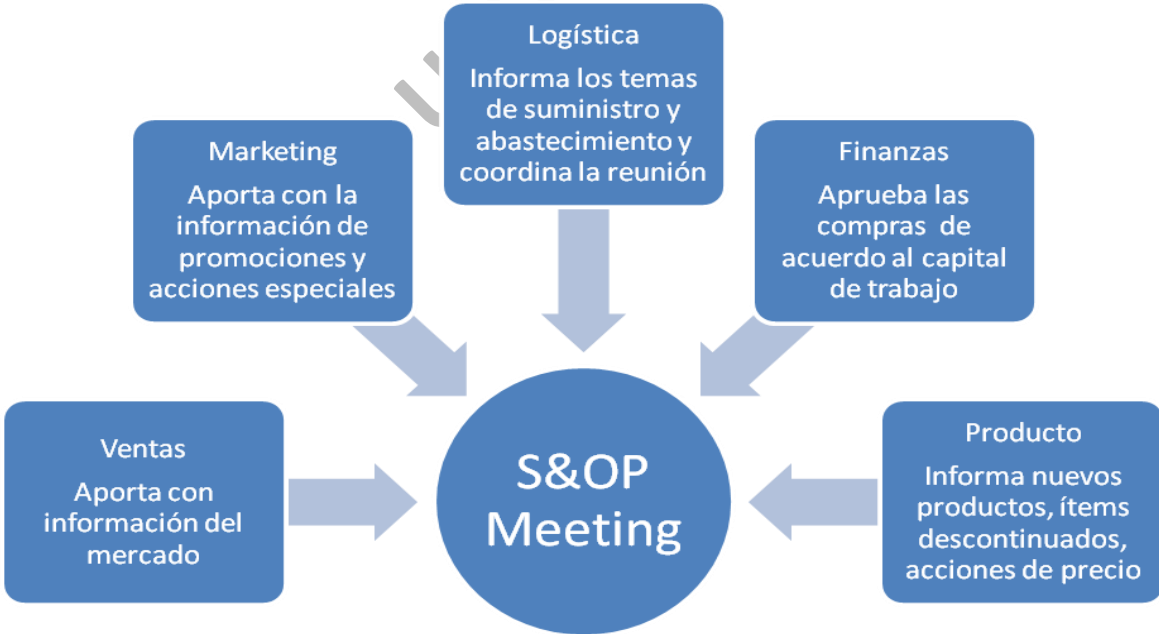 Logística
Informa los temas
de suministro y
abastecimiento y
coordina la reunión
Marketing
Aporta con la
información de
promociones y
acciones especiales
Finanzas
Aprueba las
compras de
acuerdo al capital
de trabajo
Ventas
Aporta con
información del
mercado
S&OP
Meeting
Producto
Informa nuevos
productos, ítems
descontinuados,
acciones de precio